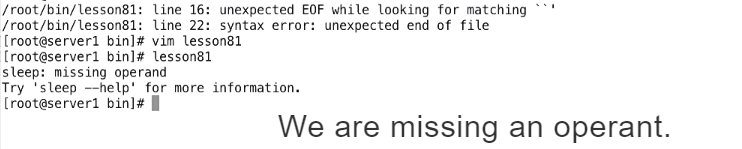 /root/bin/lesson81: line 16: unexpected EOF while looking for matching ``'
/root/bin/lesson81: line 22: syntax error: unexpected end of file
[root@server1 bin]# vim lesson81
[root@server1 bin]# lesson81
sleep: missing operand
Try 'sleep --help' for more information.
[root@server1 bin]#
We are missing an operant.